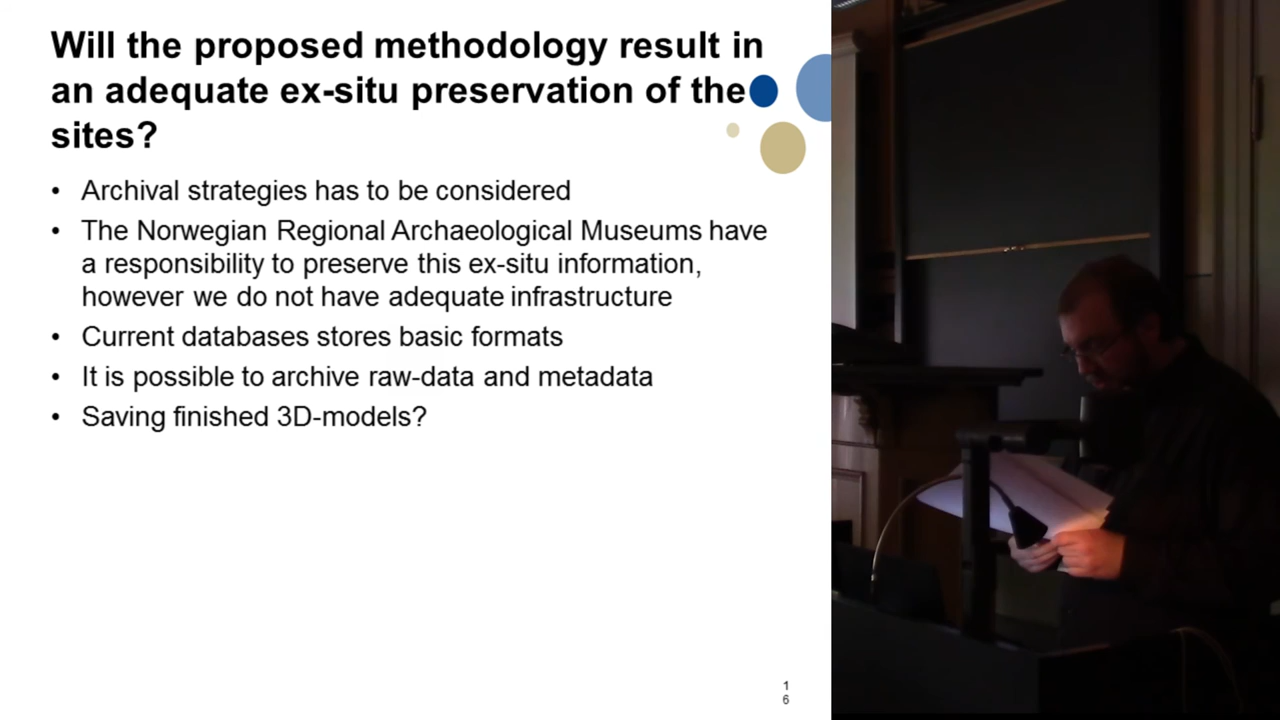 Will the proposed methodology result in
an adequate ex-situ preservation of the
sites?
• Archival strategies has to be considered
• The Norwegian Regional Archaeological Museums have
a responsibility to preserve this ex-situ information,
however we do not have adequate infrastructure
• Current databases stores basic formats
• It is possible to archive raw-data and metadata
• Saving finished 3D-models?
1
6